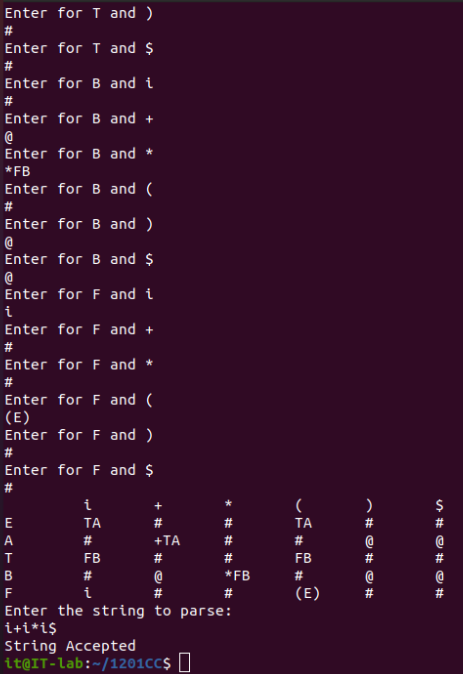 Enter for T and )
#
Enter for T and $
#
Enter for B and i
#
Enter for B and +
@
Enter for B and *
*FB
Enter for B and (
#
Enter for B and )
@
Enter for B and $
@
Enter for F and i
i
Enter for F and +
#
Enter for F and *
#
Enter for F and (
(E)
Enter for F and )
#
Enter for F and $
#
i + * ( ) $
E TA # # TA # #
A # +TA # # @ @
T FB # # FB # #
B # @ *FB # @ @
F i # # (E) # #
Enter the string to parse:
i+i*i$
String Accepted
it@IT-lab:~/1201CC$